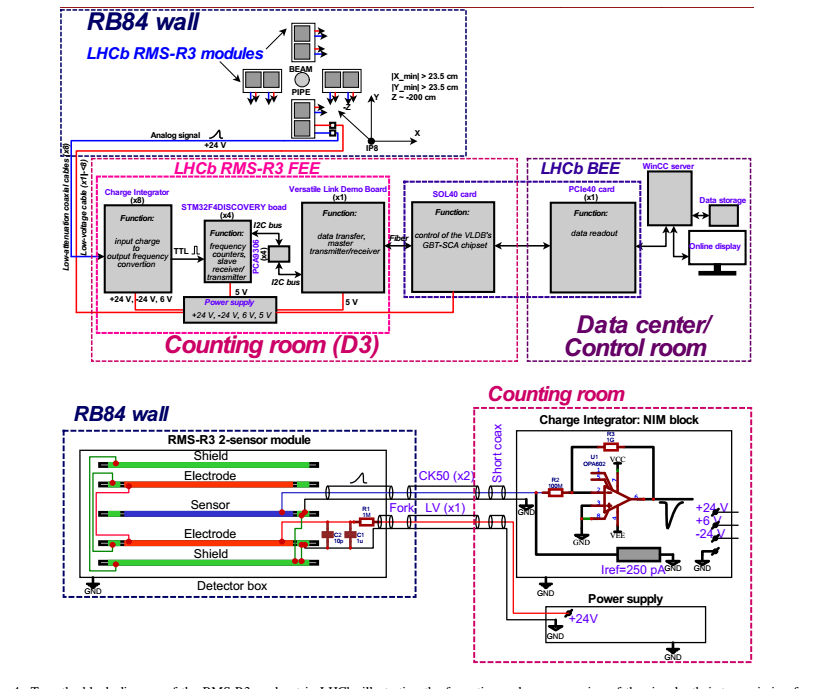 RB84 wall
LHCb RMS-R3 modules
BEAM
PIPE
|X_min| > 23.5 cm
|Y_min| > 23.5 cm
Z ~ -200 cm
Y
-Z
X
IP8
Analog signal
+24 V
Low-attenuation coaxial cables (x8)
Low-voltage cable (x1|<8)
LHCb RMS-R3 FEE
LHCb BEE
Charge Integrator
(x8)
Function:
input charge
to
output frequency
convertion
TTL
STM32F4DISCOVERY boad
(x4)
Function:
frequency
counters,
slave
receiver/
transmitter
I2C bus
PCA9306
(x4)
I2C bus
Versatile Link Demo Board
(x1)
Function:
data transfer,
master
transmitter/receiver
Fiber
SOL40 card
Function:
control of the VLDB's
GBT-SCA chipset
PCIe40 card
(x1)
Function:
data readout
WinCC server
Data storage
Online display
+24 V, -24 V, 6 V
5 V
5 V
Power supply
+24 V, -24 V, 6 V, 5 V
Counting room (D3)
Data center/
Control room
RB84 wall
Counting room
RMS-R3 2-sensor module
Shield
Electrode
Sensor
Electrode
Shield
Detector box
GND
R1
1M
C2
10p
C1
1u
Fork
CK50 (x2)
LV (x1)
Short coax
GND
Charge Integrator: NIM block
R3
1G
U1
OPA602
VCC
R2
100M
2
3
7
6
4
8
GND
VEE
+24 V
+6 V
-24 V
GND
Iref=250 pA
GND
GND
Power supply
+24V
GND
GND